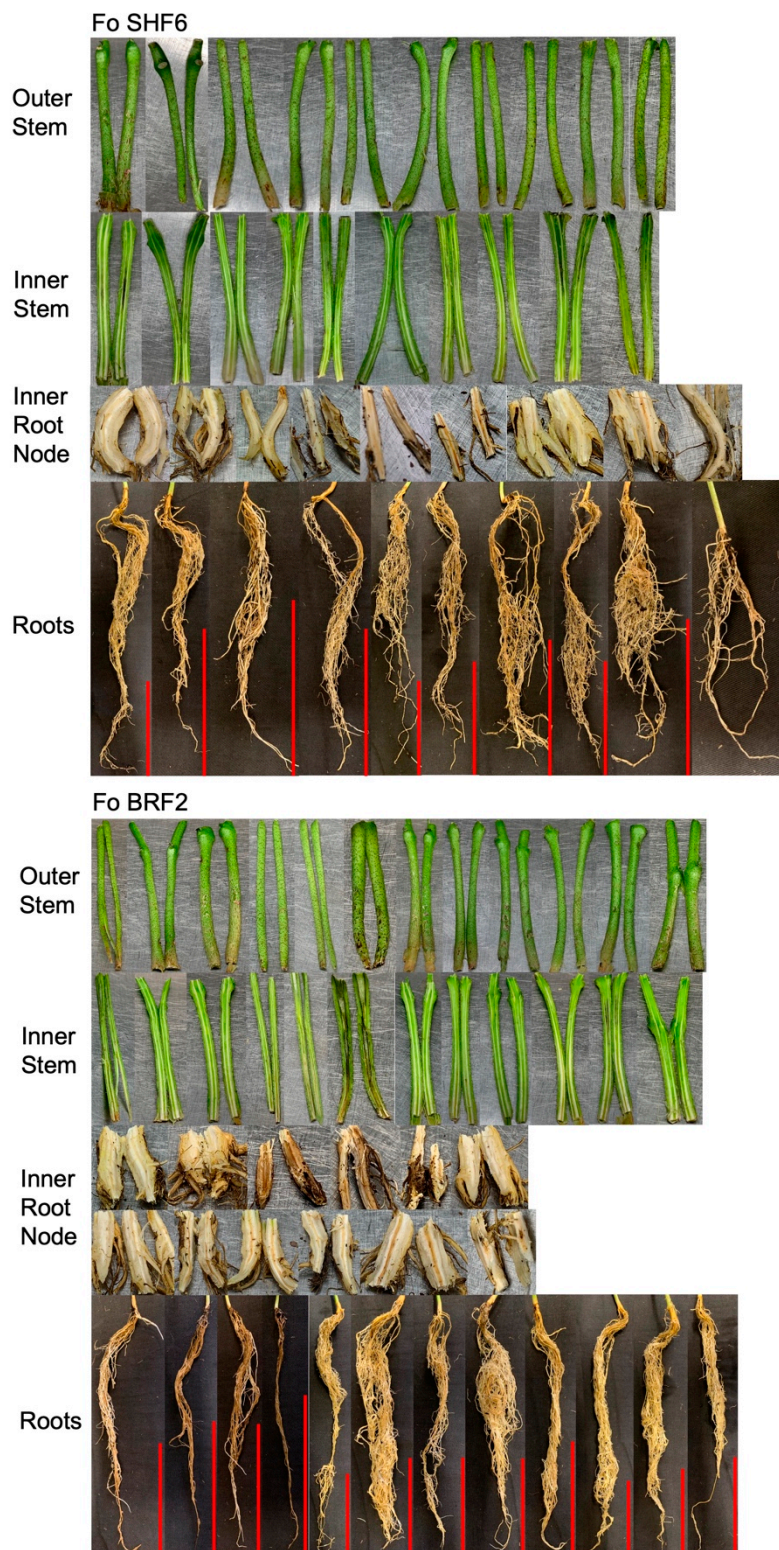 Fo SHF6
Outer
Stem
Inner
Stem
Inner
Root
Node
Roots
Fo BRF2
Outer
Stem
Inner
Stem
Inner
Root
Node
Roots